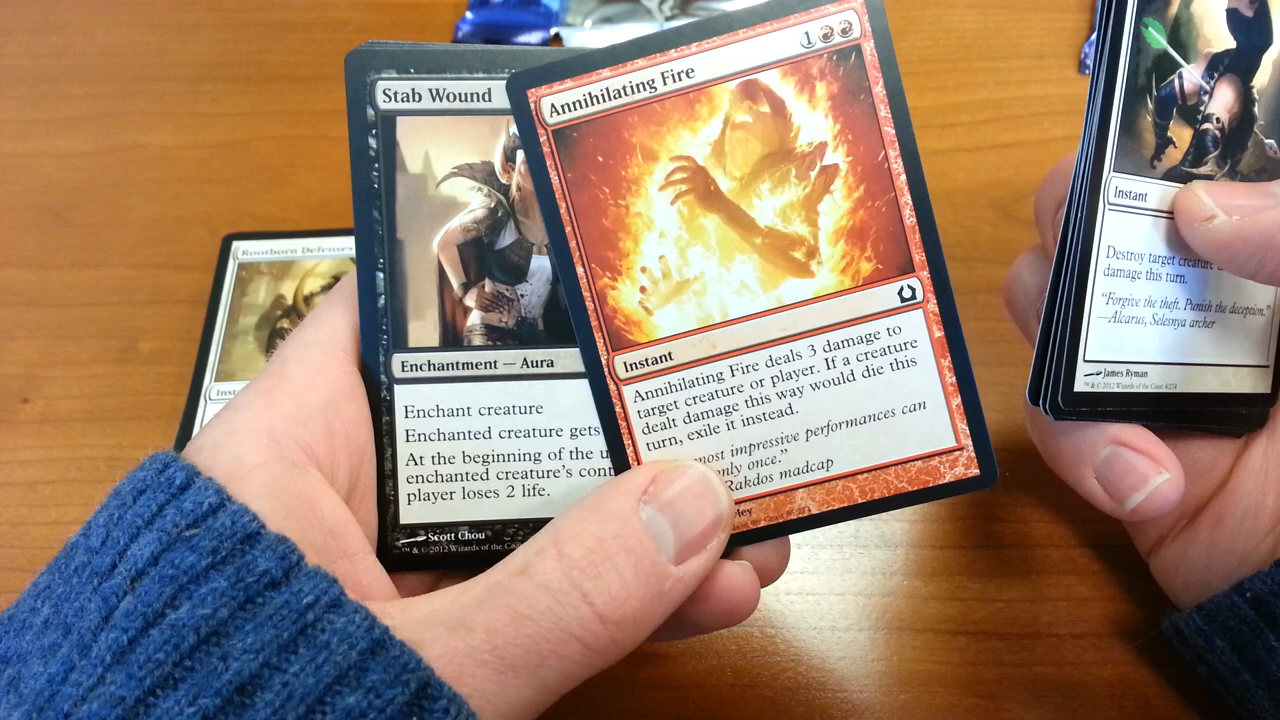 Rootborn Defenses
Stab Wound
Enchantment — Aura
Enchant creature
Enchanted creature gets
At the beginning of the u
enchanted creature's cont
player loses 2 life.
Scott Chou
™ & © 2012 Wizards of the
Annihilating Fire
1
Instant
Annihilating Fire deals 3 damage to
target creature or player. If a creature
dealt damage this way would die this
turn, exile it instead.
most impressive performances can
only once."
Rakdos madcap
Instant
Destroy target creature
damage this turn.
"Forgive the theft. Punish the deception."
—Alcarus, Selesnya archer
James Ryman
™ & © 2012 Wizards of the Coast 4/274